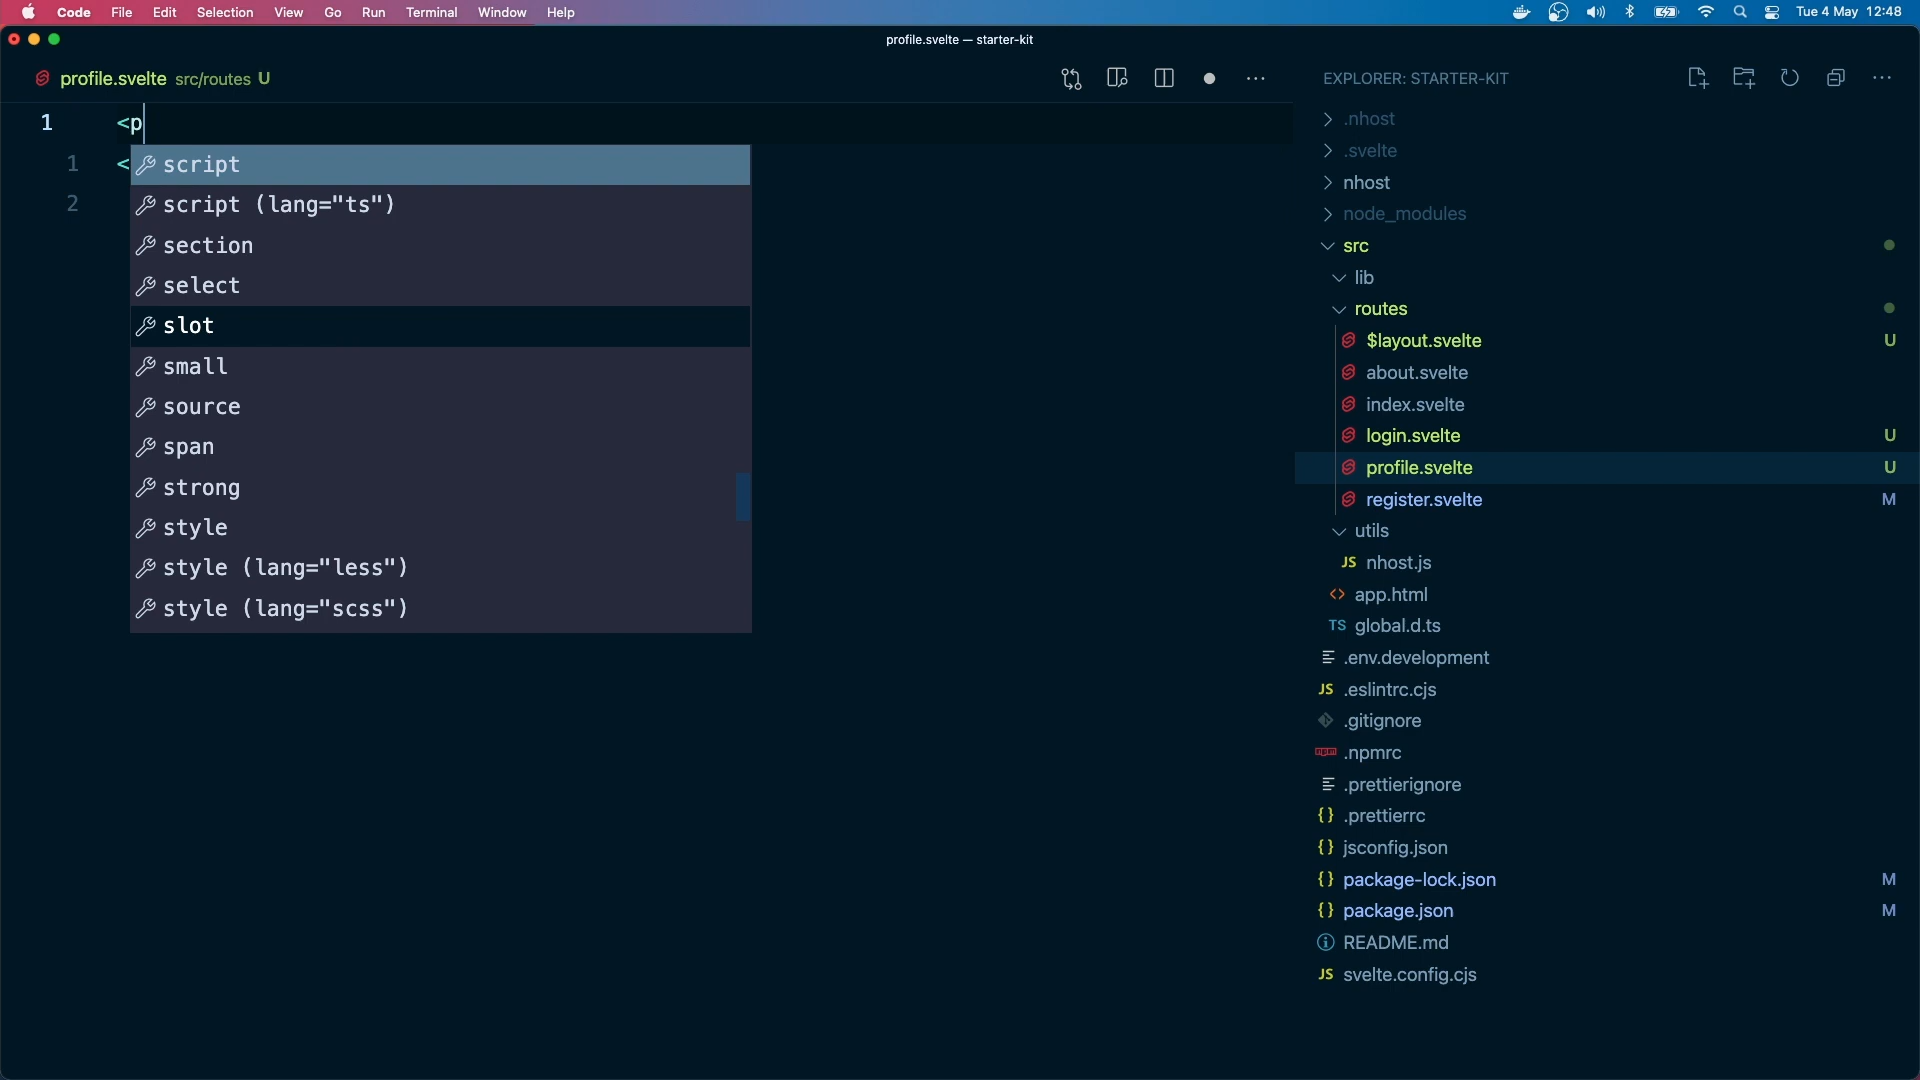 Code File Edit Selection View Go Run Terminal Window Help Tue 4 May 12:48
profile.svelte — starter-kit
profile.svelte src/routes U
1 <p
1 <
2
script
script (lang="ts")
section
select
slot
small
source
span
strong
style
style (lang="less")
style (lang="scss")
EXPLORER: STARTER-KIT
.nhost
.svelte
nhost
node_modules
src
lib
routes
$layout.svelte U
about.svelte
index.svelte
login.svelte U
profile.svelte U
register.svelte M
utils
JS nhost.js
<> app.html
TS global.d.ts
.env.development
JS .eslintrc.cjs
.gitignore
npm .npmrc
.prettierignore
{} .prettierrc
{} jsconfig.json
{} package-lock.json M
{} package.json M
README.md
JS svelte.config.cjs